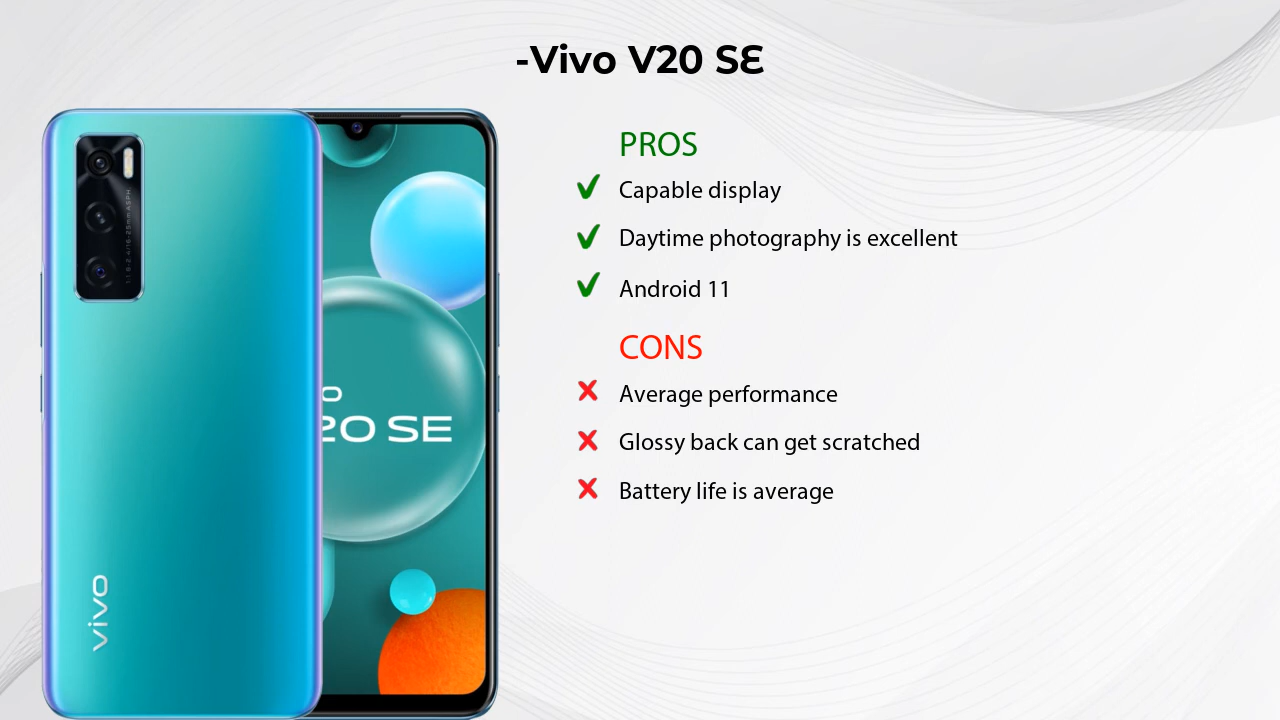 -Vivo V20 SE
PROS
Capable display
Daytime photography is excellent
Android 11
CONS
Average performance
Glossy back can get scratched
Battery life is average
vivo
O
20 SE